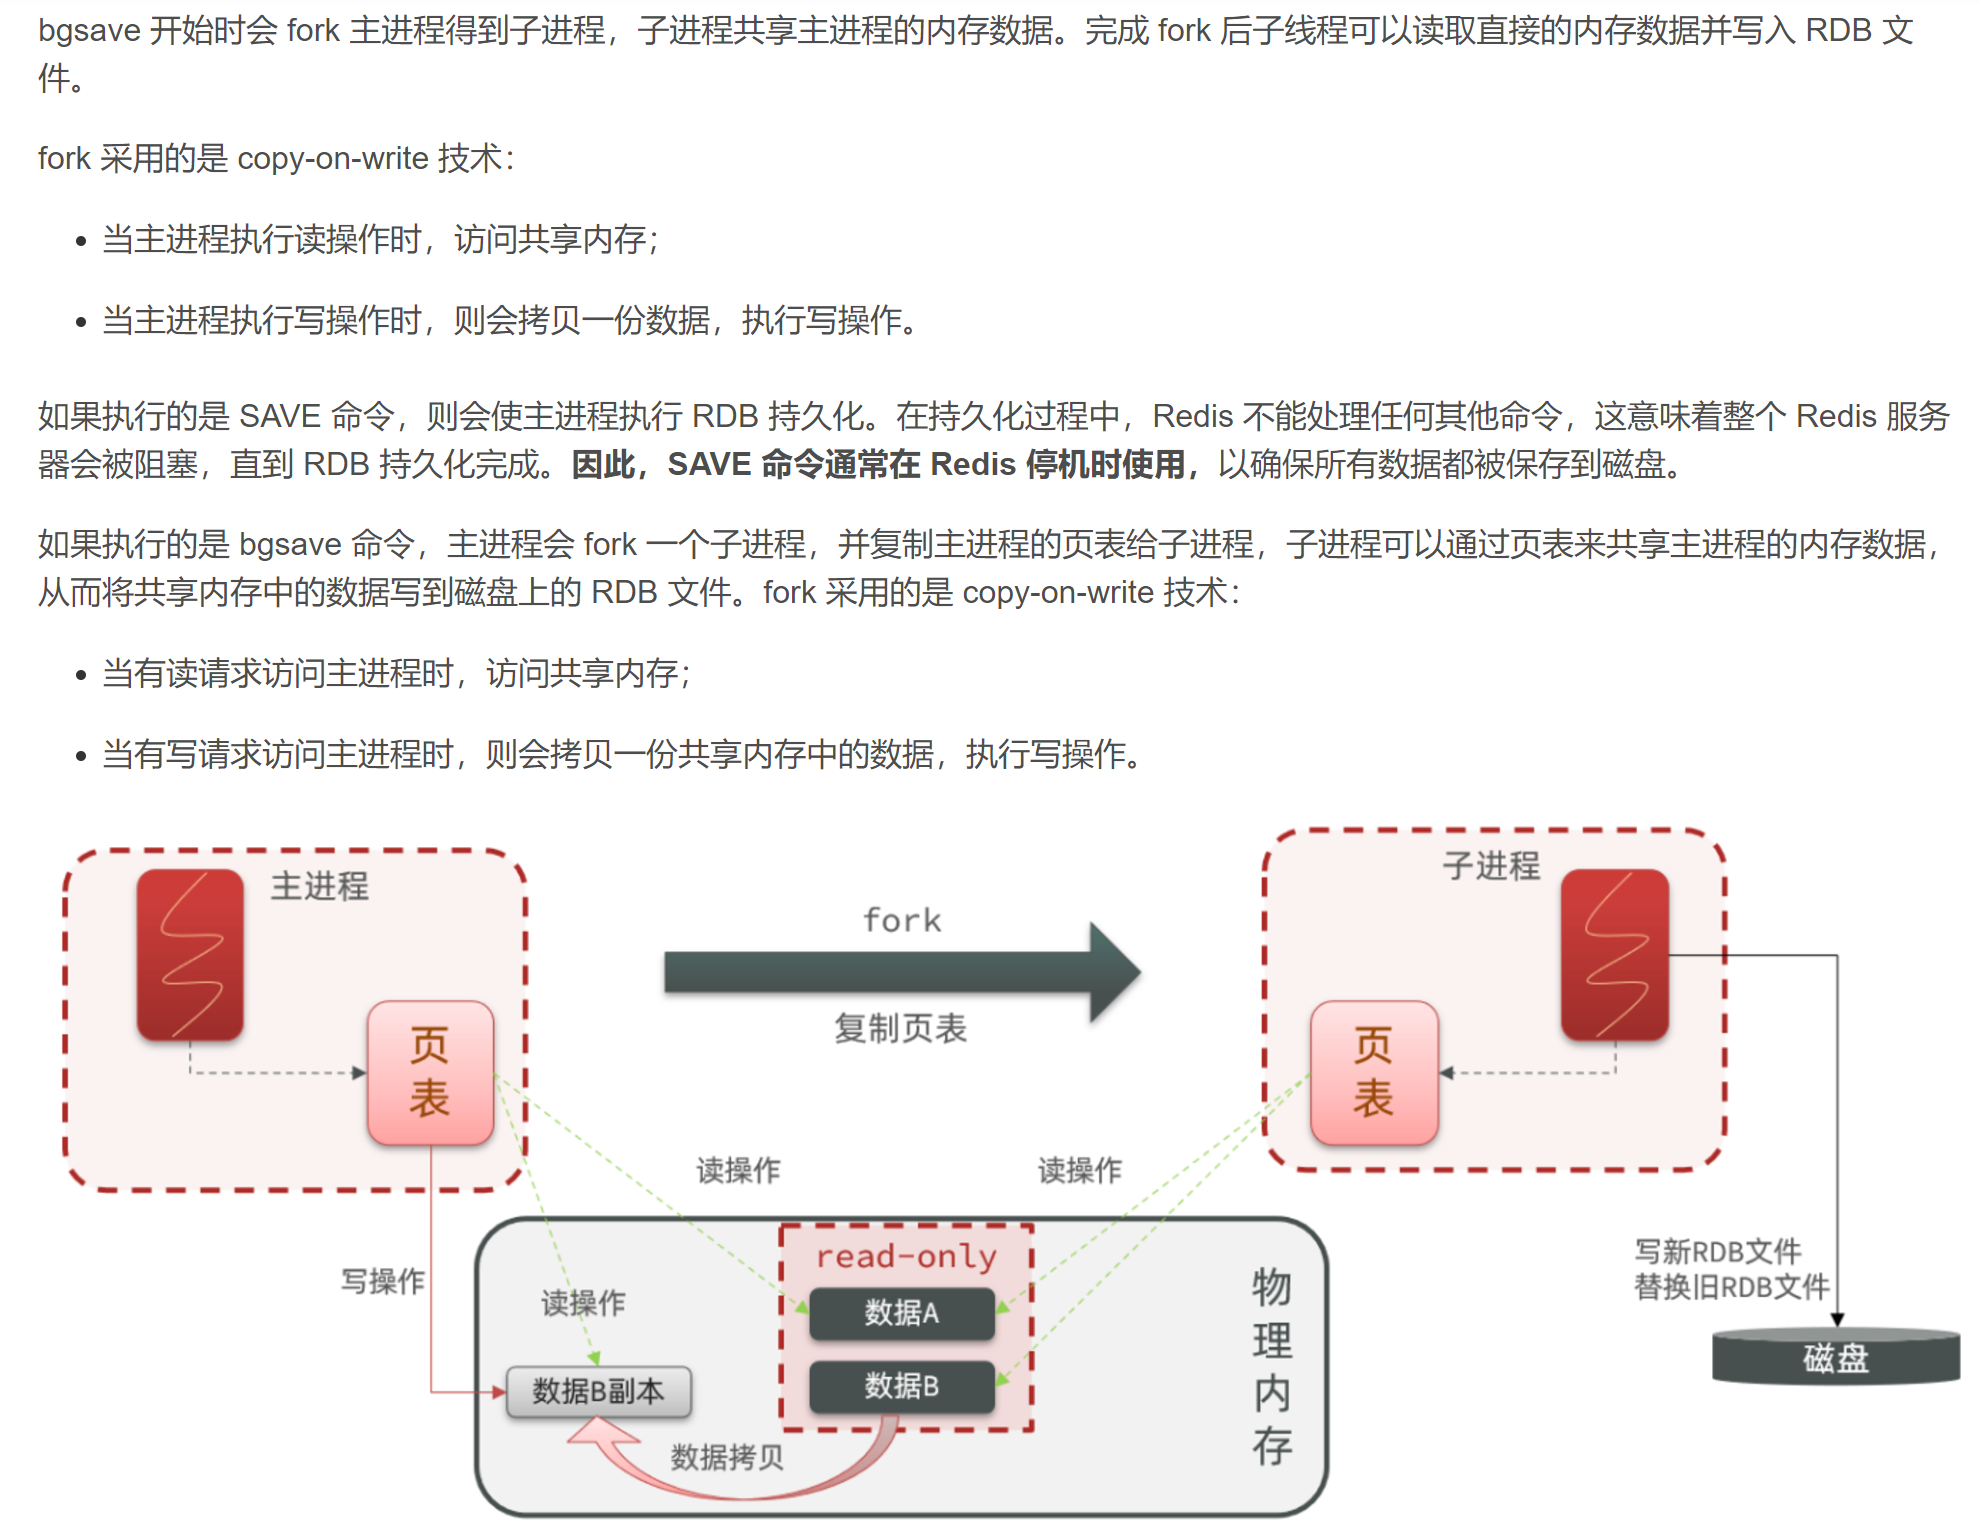 bgsave 开始时会 fork 主进程得到子进程，子进程共享主进程的内存数据。完成 fork 后子线程可以读取直接的内存数据并写入 RDB 文
件。
fork 采用的是 copy-on-write 技术：
• 当主进程执行读操作时，访问共享内存；
• 当主进程执行写操作时，则会拷贝一份数据，执行写操作。
如果执行的是 SAVE 命令，则会使主进程执行 RDB 持久化。在持久化过程中，Redis 不能处理任何其他命令，这意味着整个 Redis 服务
器会被阻塞，直到 RDB 持久化完成。因此，SAVE 命令通常在 Redis 停机时使用，以确保所有数据都被保存到磁盘。
如果执行的是 bgsave 命令，主进程会 fork 一个子进程，并复制主进程的页表给子进程，子进程可以通过页表来共享主进程的内存数据，
从而将共享内存中的数据写到磁盘上的 RDB 文件。fork 采用的是 copy-on-write 技术：
• 当有读请求访问主进程时，访问共享内存；
• 当有写请求访问主进程时，则会拷贝一份共享内存中的数据，执行写操作。
主进程
子进程
fork
复制页表
页
表
页
表
读操作
读操作
写操作
读操作
read-only
数据A
数据B
数据B副本
数据拷贝
物
理
内
存
写新RDB文件
替换旧RDB文件
磁盘